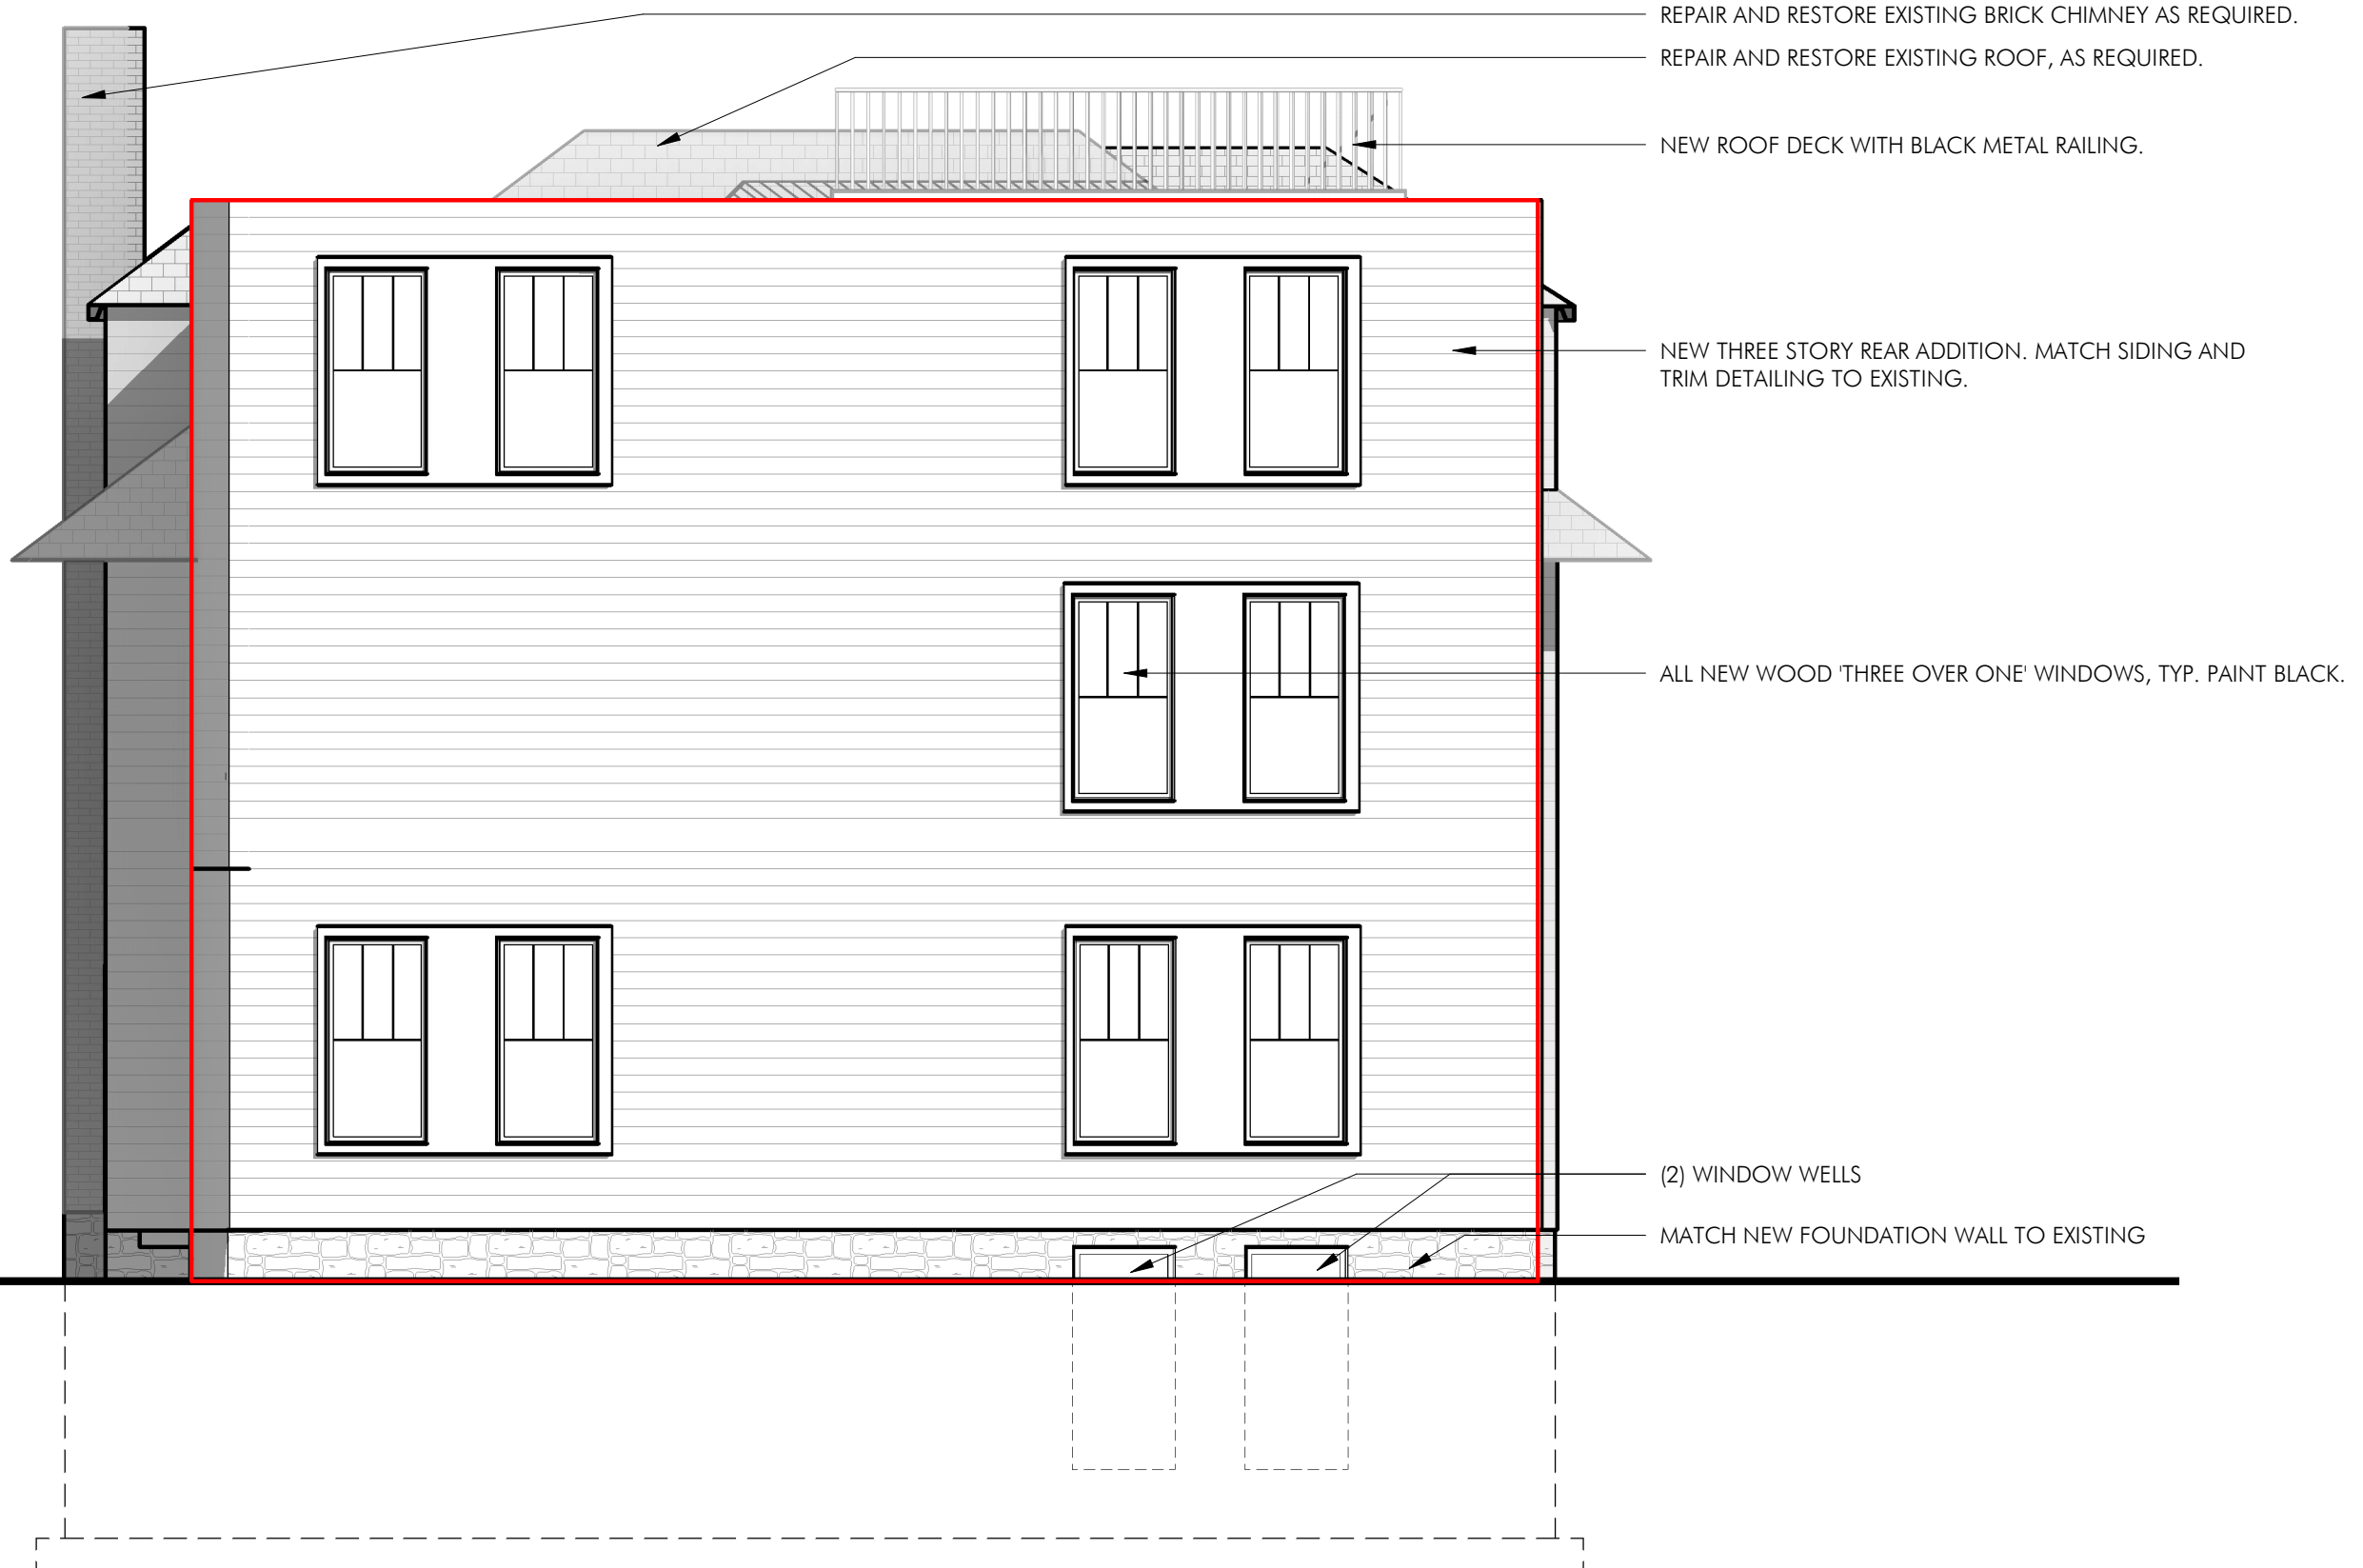 REPAIR AND RESTORE EXISTING BRICK CHIMNEY AS REQUIRED.
REPAIR AND RESTORE EXISTING ROOF, AS REQUIRED.
NEW ROOF DECK WITH BLACK METAL RAILING.
NEW THREE STORY REAR ADDITION. MATCH SIDING AND
TRIM DETAILING TO EXISTING.
ALL NEW WOOD 'THREE OVER ONE' WINDOWS, TYP. PAINT BLACK.
(2) WINDOW WELLS
MATCH NEW FOUNDATION WALL TO EXISTING